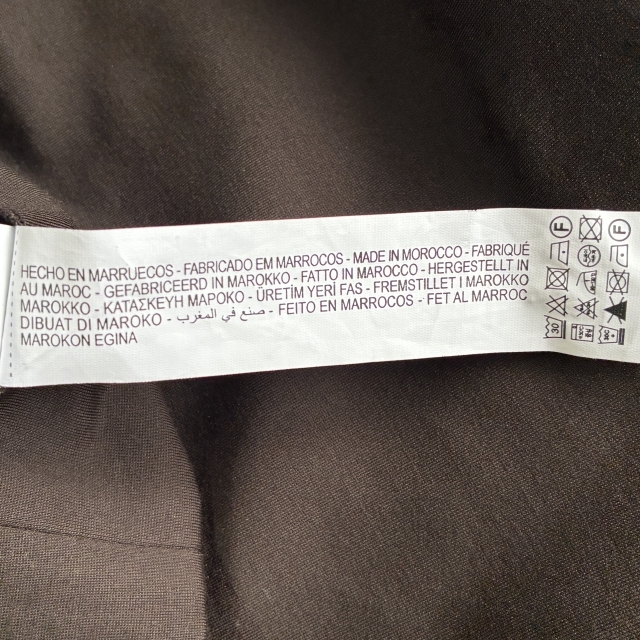 HECHO EN MARRUECOS - FABRICADO EM MARROCOS - MADE IN MOROCCO - FABRIQUÉ
AU MAROC - GEFABRICEERD IN MAROKKO - FATTO IN MAROCCO - HERGESTELLT IN
MAROKKO - ΚΑΤΑΣΚΕΥΗ ΜΑΡΟΚΟ - ÜRETİM YERİ FAS - FREMSTILLET I MAROKKO
DIBUAT DI MAROKO - صنع في المغرب - FEITO EN MARROCOS - FET AL MARROC
MAROKON EGINA
F
F
30